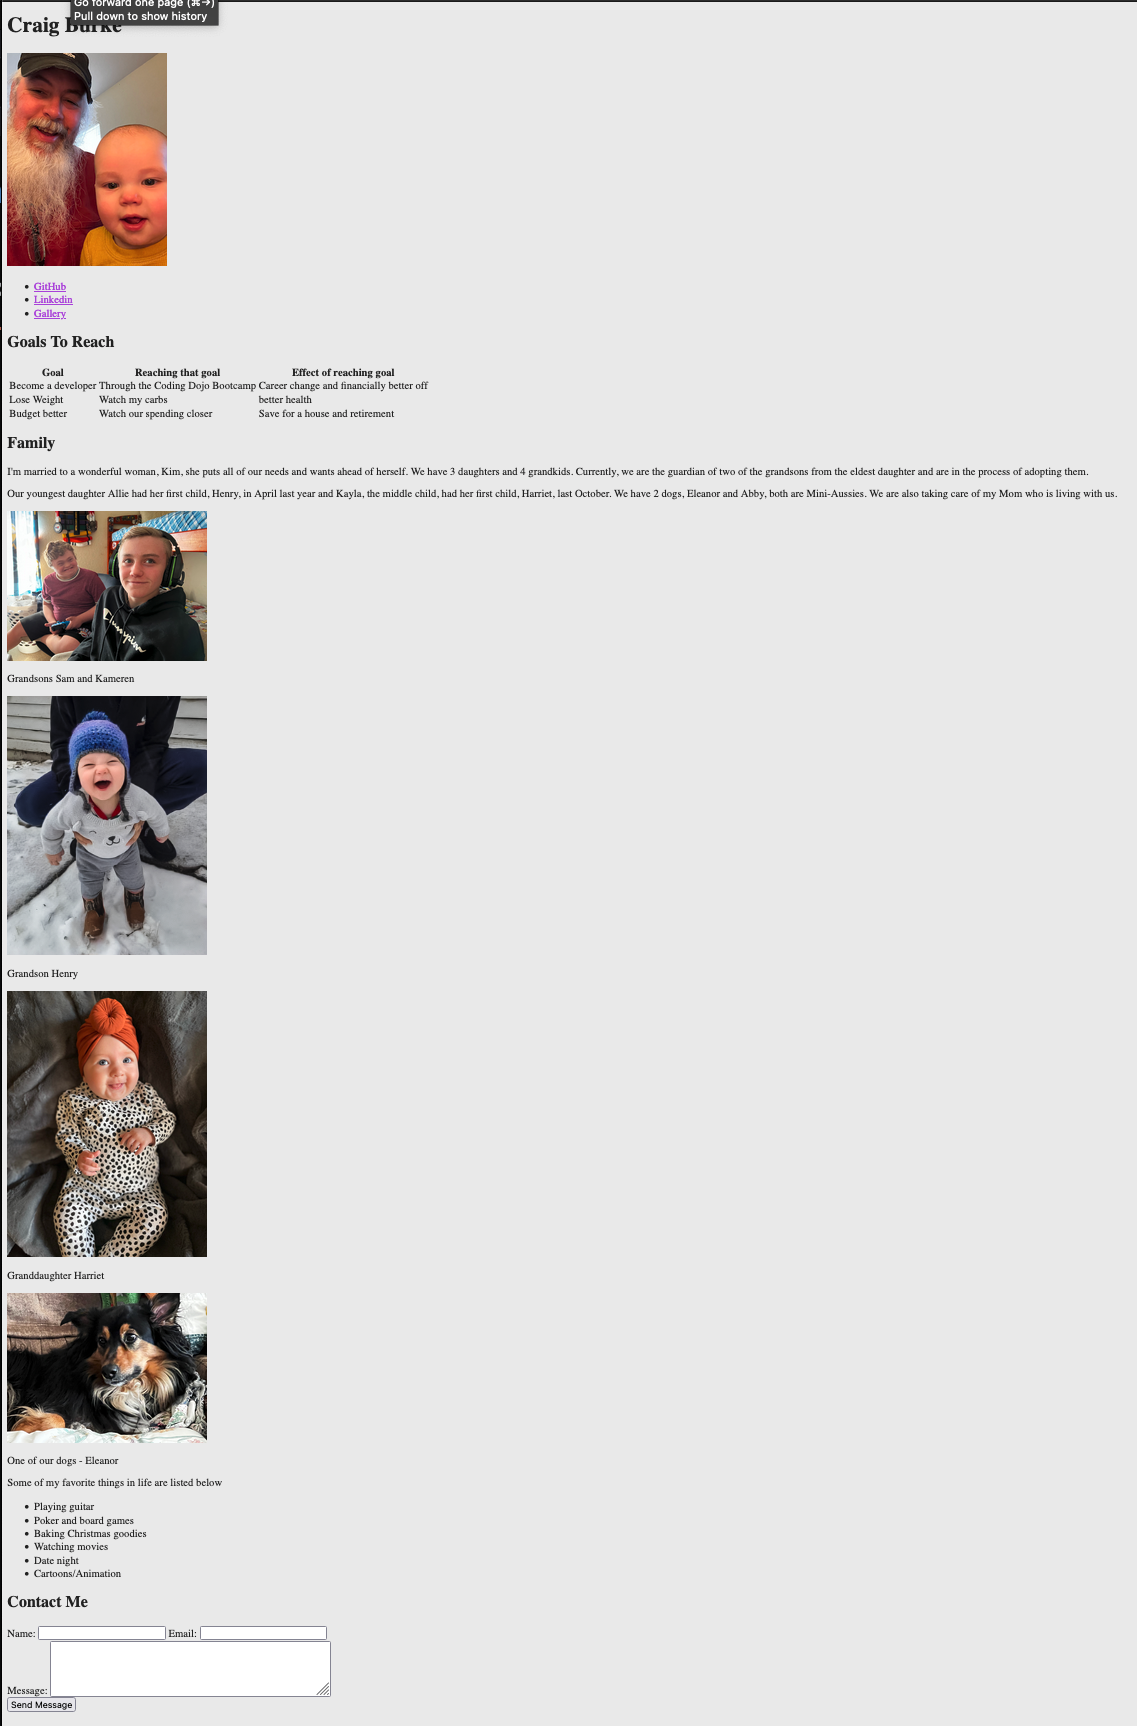 Go forward one page (⌘→)
Pull down to show history
Craig Burke
GitHub
Linkedin
Gallery
Goals To Reach
Goal Reaching that goal Effect of reaching goal
Become a developer Through the Coding Dojo Bootcamp Career change and financially better off
Lose Weight Watch my carbs better health
Budget better Watch our spending closer Save for a house and retirement
Family
I'm married to a wonderful woman, Kim, she puts all of our needs and wants ahead of herself. We have 3 daughters and 4 grandkids. Currently, we are the guardian of two of the grandsons from the eldest daughter and are in the process of adopting them.
Our youngest daughter Allie had her first child, Henry, in April last year and Kayla, the middle child, had her first child, Harriet, last October. We have 2 dogs, Eleanor and Abby, both are Mini-Aussies. We are also taking care of my Mom who is living with us.
Champion
Grandsons Sam and Kameren
Grandson Henry
Granddaughter Harriet
One of our dogs - Eleanor
Some of my favorite things in life are listed below
Playing guitar
Poker and board games
Baking Christmas goodies
Watching movies
Date night
Cartoons/Animation
Contact Me
Name: Email:
Message:
Send Message